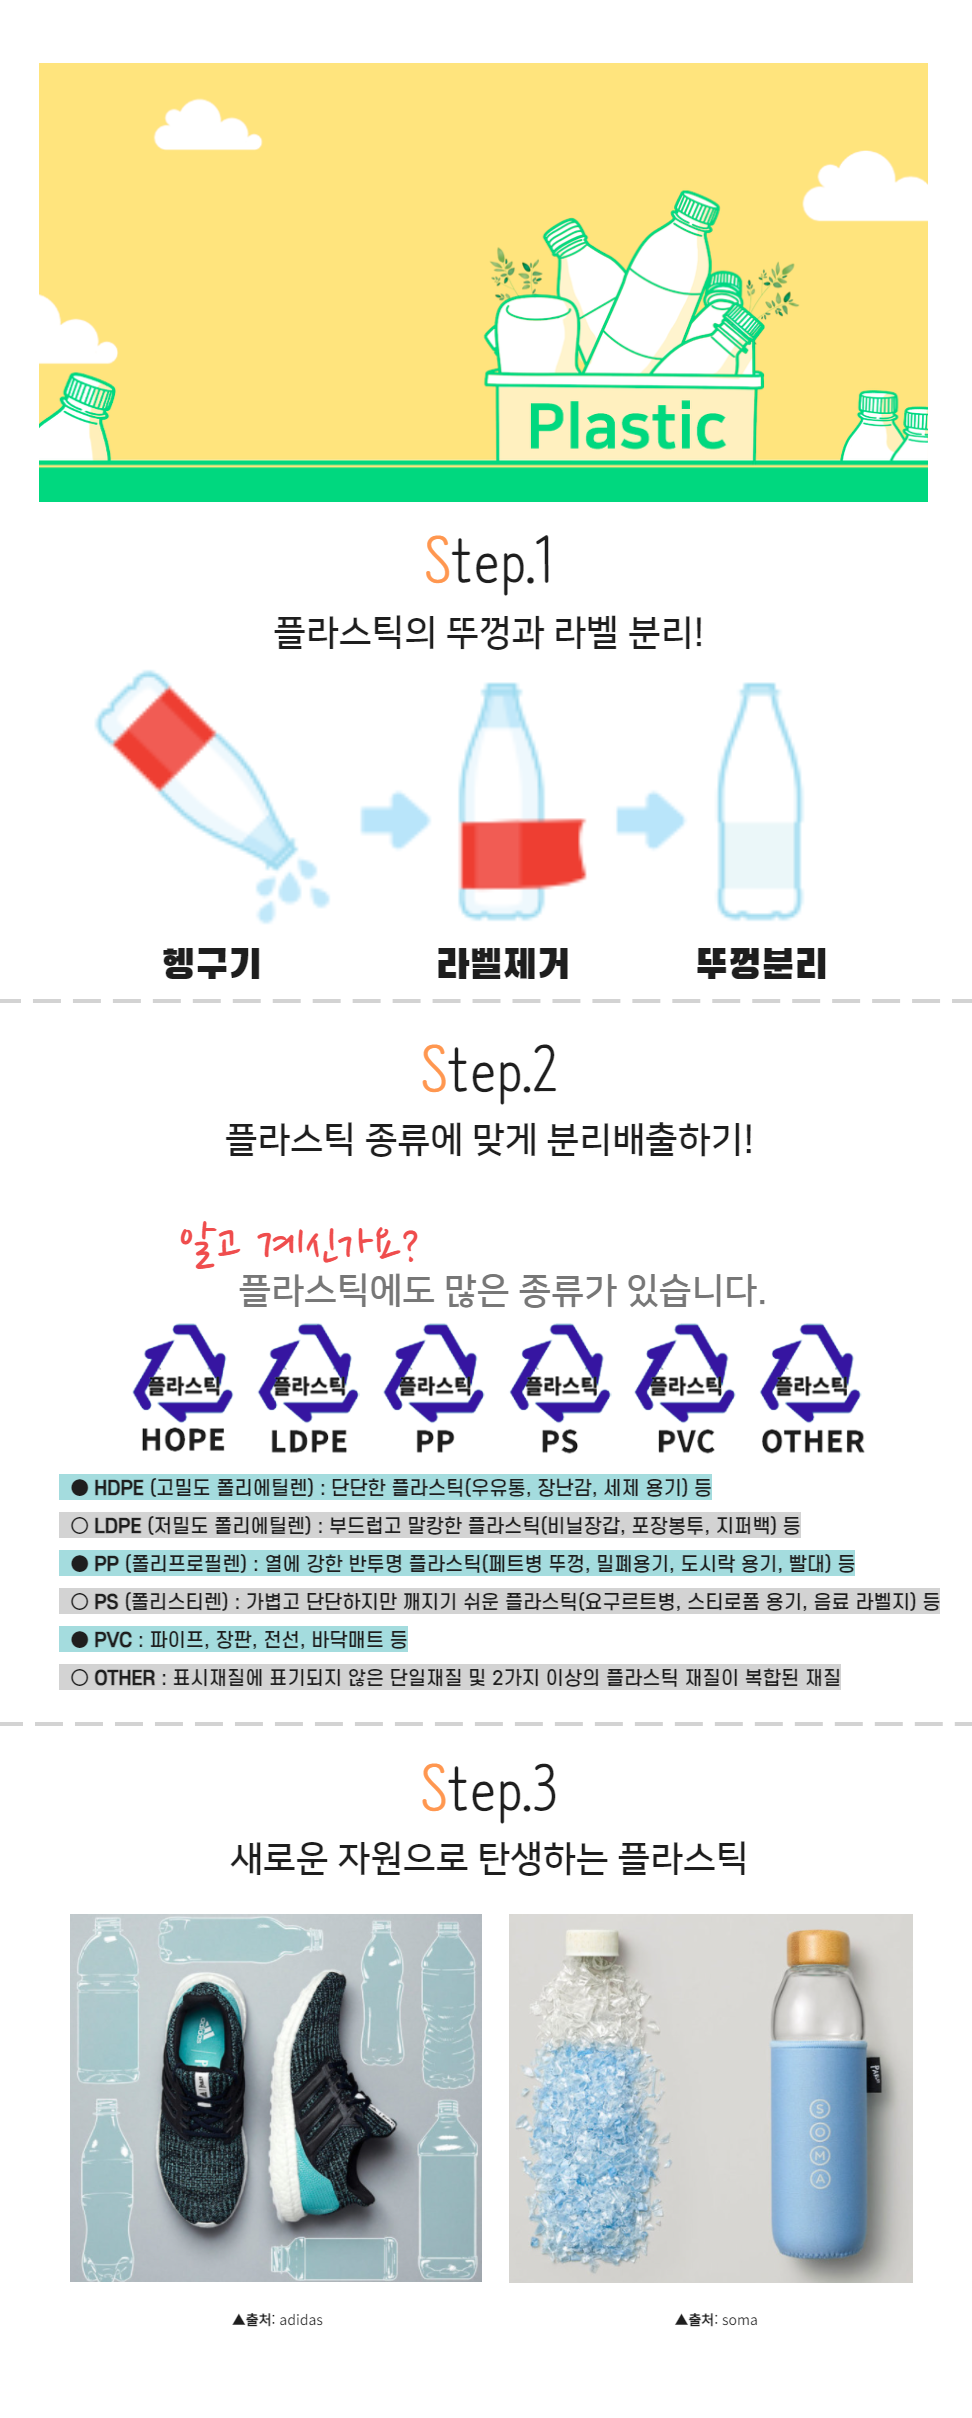 Plastic
Step.1
플라스틱의 뚜껑과 라벨 분리!
헹구기 라벨제거 뚜껑분리
Step.2
플라스틱 종류에 맞게 분리배출하기!
알고 계신가요?
플라스틱에도 많은 종류가 있습니다.
플라스틱 플라스틱 플라스틱 플라스틱 플라스틱 플라스틱
HOPE LDPE PP PS PVC OTHER
● HDPE (고밀도 폴리에틸렌) : 단단한 플라스틱(우유통, 장난감, 세제 용기) 등
○ LDPE (저밀도 폴리에틸렌) : 부드럽고 말캉한 플라스틱(비닐장갑, 포장봉투, 지퍼백) 등
● PP (폴리프로필렌) : 열에 강한 반투명 플라스틱(페트병 뚜껑, 밀폐용기, 도시락 용기, 빨대) 등
○ PS (폴리스티렌) : 가볍고 단단하지만 깨지기 쉬운 플라스틱(요구르트병, 스티로폼 용기, 음료 라벨지) 등
● PVC : 파이프, 장판, 전선, 바닥매트 등
○ OTHER : 표시재질에 표기되지 않은 단일재질 및 2가지 이상의 플라스틱 재질이 복합된 재질
Step.3
새로운 자원으로 탄생하는 플라스틱
adidas
SOMA
▲출처: adidas ▲출처: soma